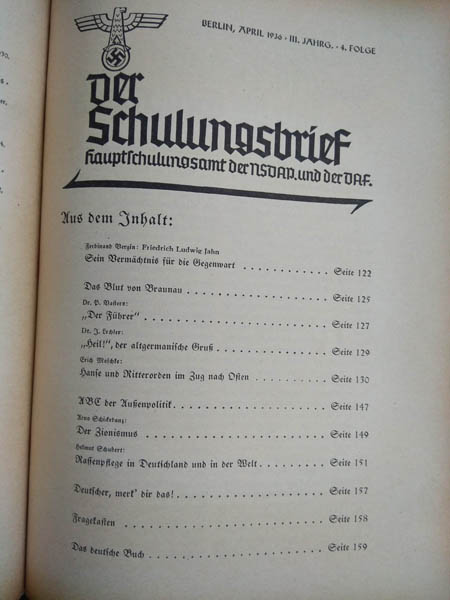 BERLIN, APRIL 1936 · III. JAHRG. · 4. FOLGE
Der
Schulungsbrief
Hauptschulungsamt der NSDAP. und der DAF.
Aus dem Inhalt:
Ferdinand Bergin: Friedrich Ludwig Jahn
Sein Vermächtnis für die Gegenwart . . . . . . . . . . . Seite 122
Das Blut von Braunau . . . . . . . . . . . Seite 125
Dr. P. Vastern:
„Der Führer“ . . . . . . . . . . . Seite 127
Dr. J. Lechler:
„Heil!“, der altgermanische Gruß . . . . . . . . . . . Seite 129
Erich Maschke:
Hanse und Ritterorden im Zug nach Osten . . . . . . . . . . . Seite 130
ABC der Außenpolitik . . . . . . . . . . . Seite 147
Arno Schickedanz:
Der Zionismus . . . . . . . . . . . Seite 149
Helmut Schubert:
Rassenpflege in Deutschland und in der Welt . . . . . . . . . . . Seite 151
Deutscher, merk' dir das! . . . . . . . . . . . Seite 157
Fragekasten . . . . . . . . . . . Seite 158
Das deutsche Buch . . . . . . . . . . . Seite 159